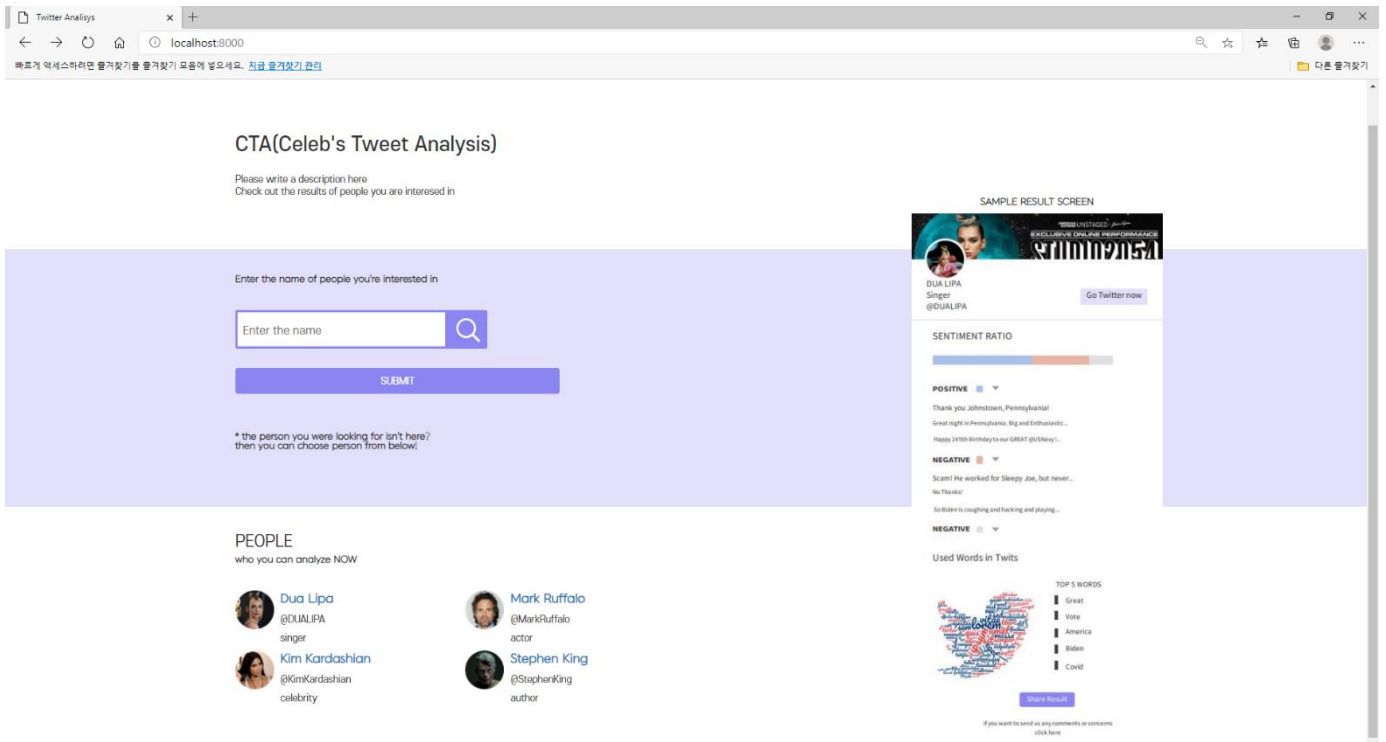 Twitter Analisys
localhost:8000
빠르게 액세스하려면 즐겨찾기를 즐겨찾기 모음에 넣으세요. 지금 즐겨찾기 관리
다른 즐겨찾기
CTA(Celeb's Tweet Analysis)
Please write a description here
Check out the results of people you are interesed in
Enter the name of people you're interested in
Enter the name
SUBMIT
* the person you were looking for isn't here?
then you can choose person from below!
PEOPLE
who you can analyze NOW
Dua Lipa
@DUALIPA
singer
Mark Ruffalo
@MarkRuffalo
actor
Kim Kardashian
@KimKardashian
celebrity
Stephen King
@StephenKing
author
SAMPLE RESULT SCREEN
UNSTAGED
EXCLUSIVE ONLINE PERFORMANCE
STUDIO2054
DUA LIPA
Singer
@DUALIPA
Go Twitter now
SENTIMENT RATIO
POSITIVE
Thank you Johnstown, Pennsylvania!
Great night in Pennsylvania. Big and Enthusiastic...
Happy 245th Birthday to our GREAT @USNavy!...
NEGATIVE
Scam! He worked for Sleepy Joe, but never...
No Thanks!
So Biden is coughing and hacking and playing...
NEGATIVE
Used Words in Twits
lorem
amet
TOP 5 WORDS
Great
Vote
America
Biden
Covid
Share Result
If you want to send us any comments or concerns
click here